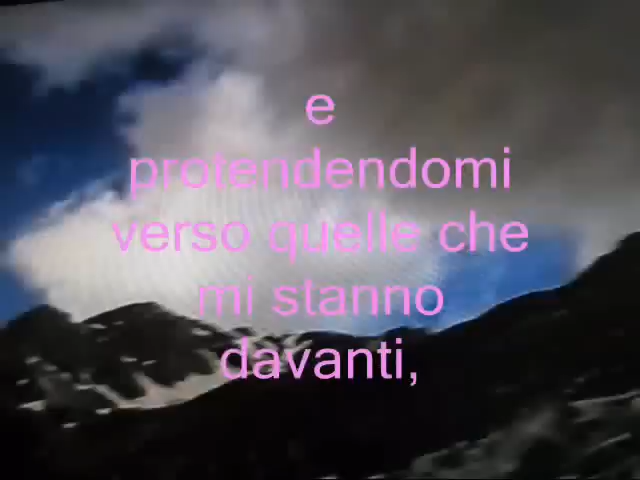 e
protendendomi
verso quelle che
mi stanno
davanti,